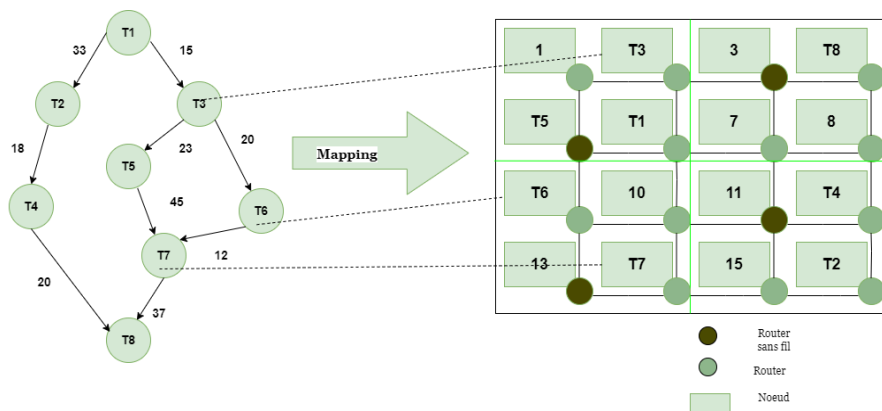 T1
33
15
T2
T3
18
23
20
T5
T4
45
T6
T7
12
20
37
T8
Mapping
1
T3
3
T8
T5
T1
7
8
T6
10
11
T4
13
T7
15
T2
Router
sans fil
Router
Noeud